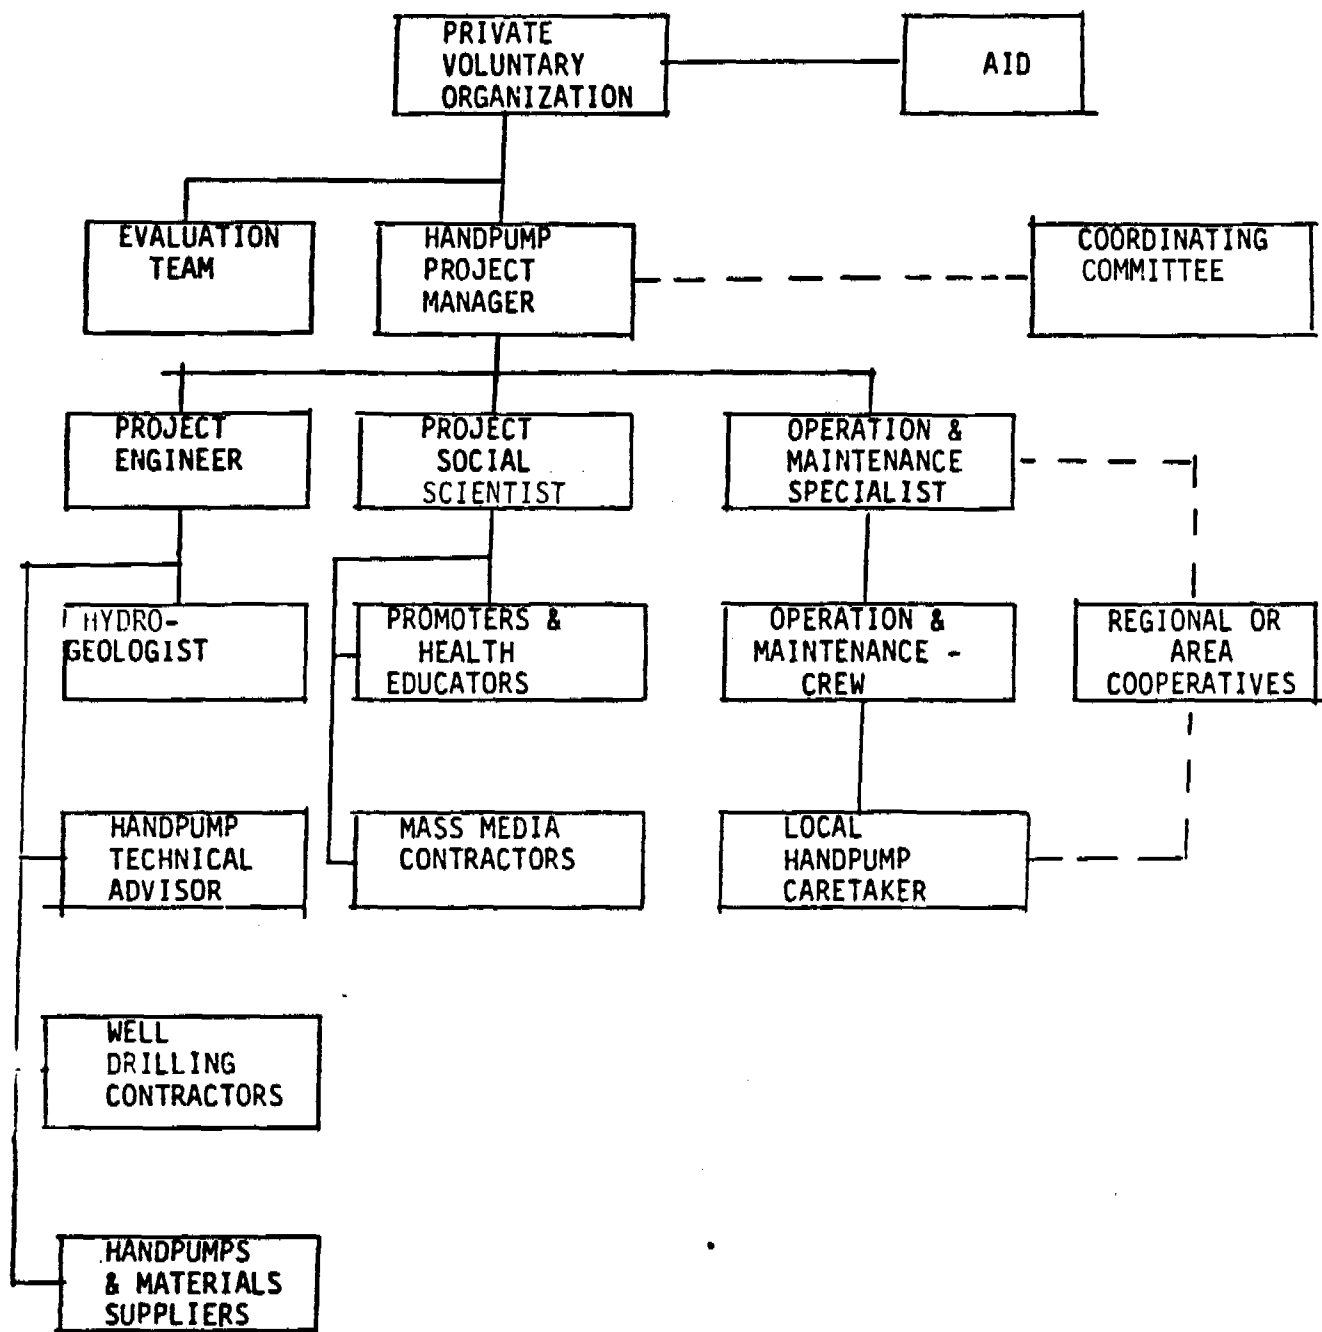 PRIVATE
VOLUNTARY
ORGANIZATION
AID
EVALUATION
TEAM
HANDPUMP
PROJECT
MANAGER
COORDINATING
COMMITTEE
PROJECT
ENGINEER
PROJECT
SOCIAL
SCIENTIST
OPERATION &
MAINTENANCE
SPECIALIST
HYDRO-
GEOLOGIST
PROMOTERS &
HEALTH
EDUCATORS
OPERATION &
MAINTENANCE -
CREW
REGIONAL OR
AREA
COOPERATIVES
HANDPUMP
TECHNICAL
ADVISOR
MASS MEDIA
CONTRACTORS
LOCAL
HANDPUMP
CARETAKER
WELL
DRILLING
CONTRACTORS
HANDPUMPS
& MATERIALS
SUPPLIERS